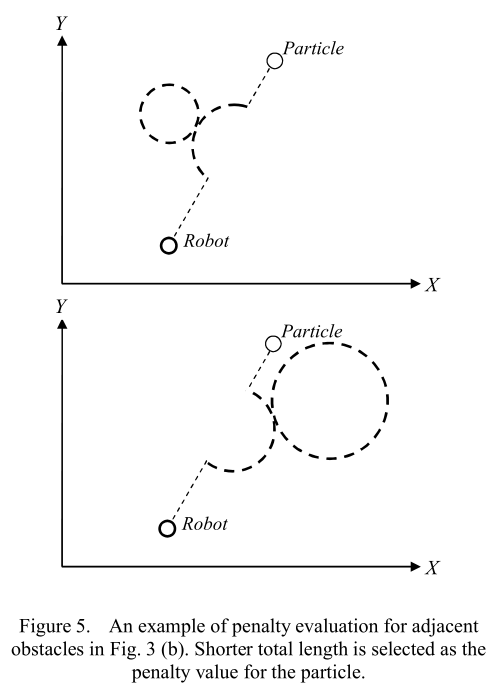 Y
Particle
Robot
X
Y
Particle
Robot
X
Figure 5. An example of penalty evaluation for adjacent
obstacles in Fig. 3 (b). Shorter total length is selected as the
penalty value for the particle.